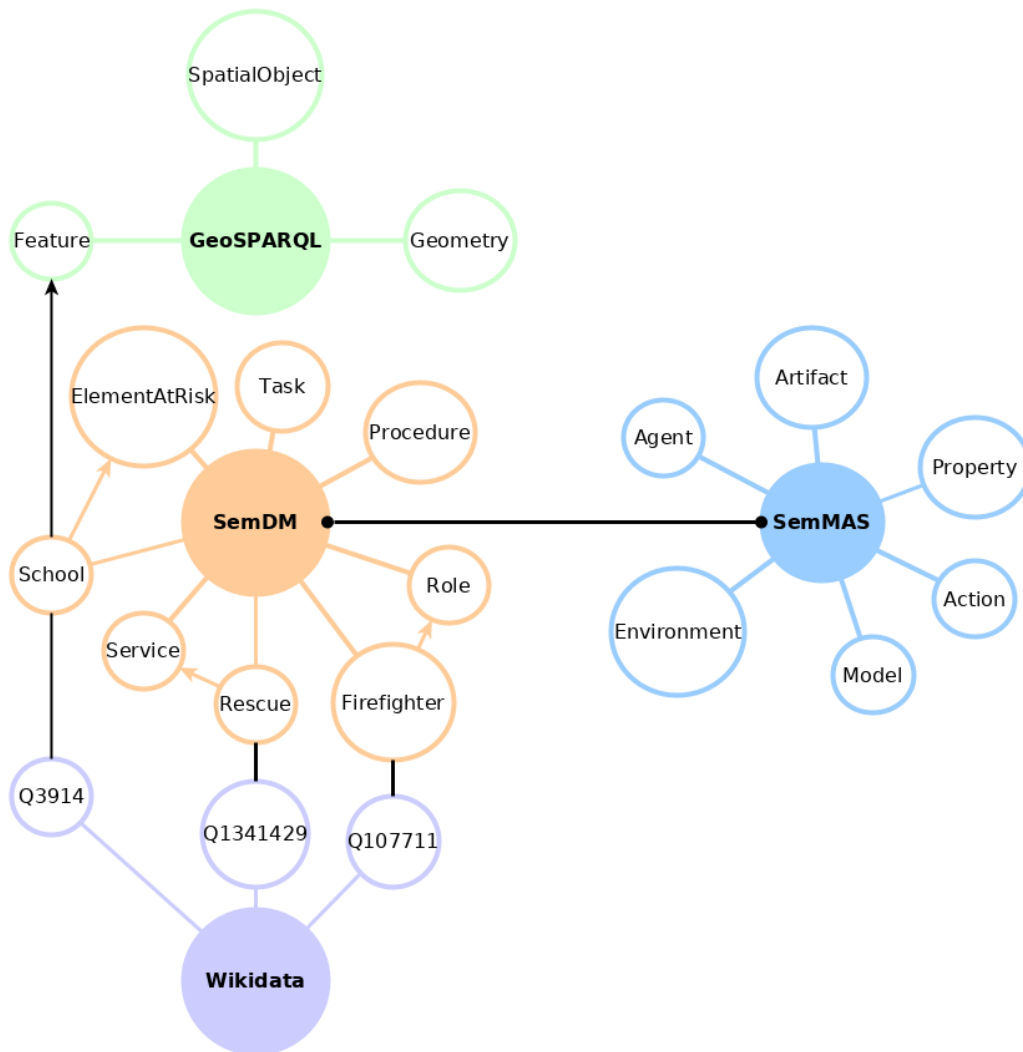 SpatialObject
Feature
GeoSPARQL
Geometry
ElementAtRisk
Task
Procedure
Artifact
Agent
Property
SemDM
SemMAS
School
Role
Action
Service
Environment
Rescue
Firefighter
Model
Q3914
Q1341429
Q107711
Wikidata